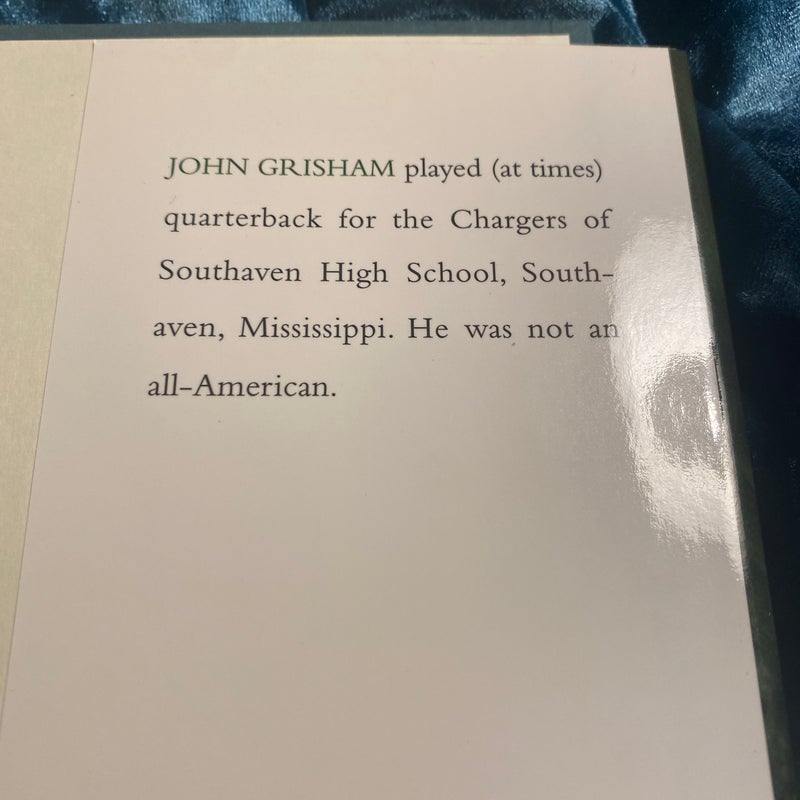 JOHN GRISHAM played (at times)
quarterback for the Chargers of
Southaven High School, South-
aven, Mississippi. He was not an
all-American.